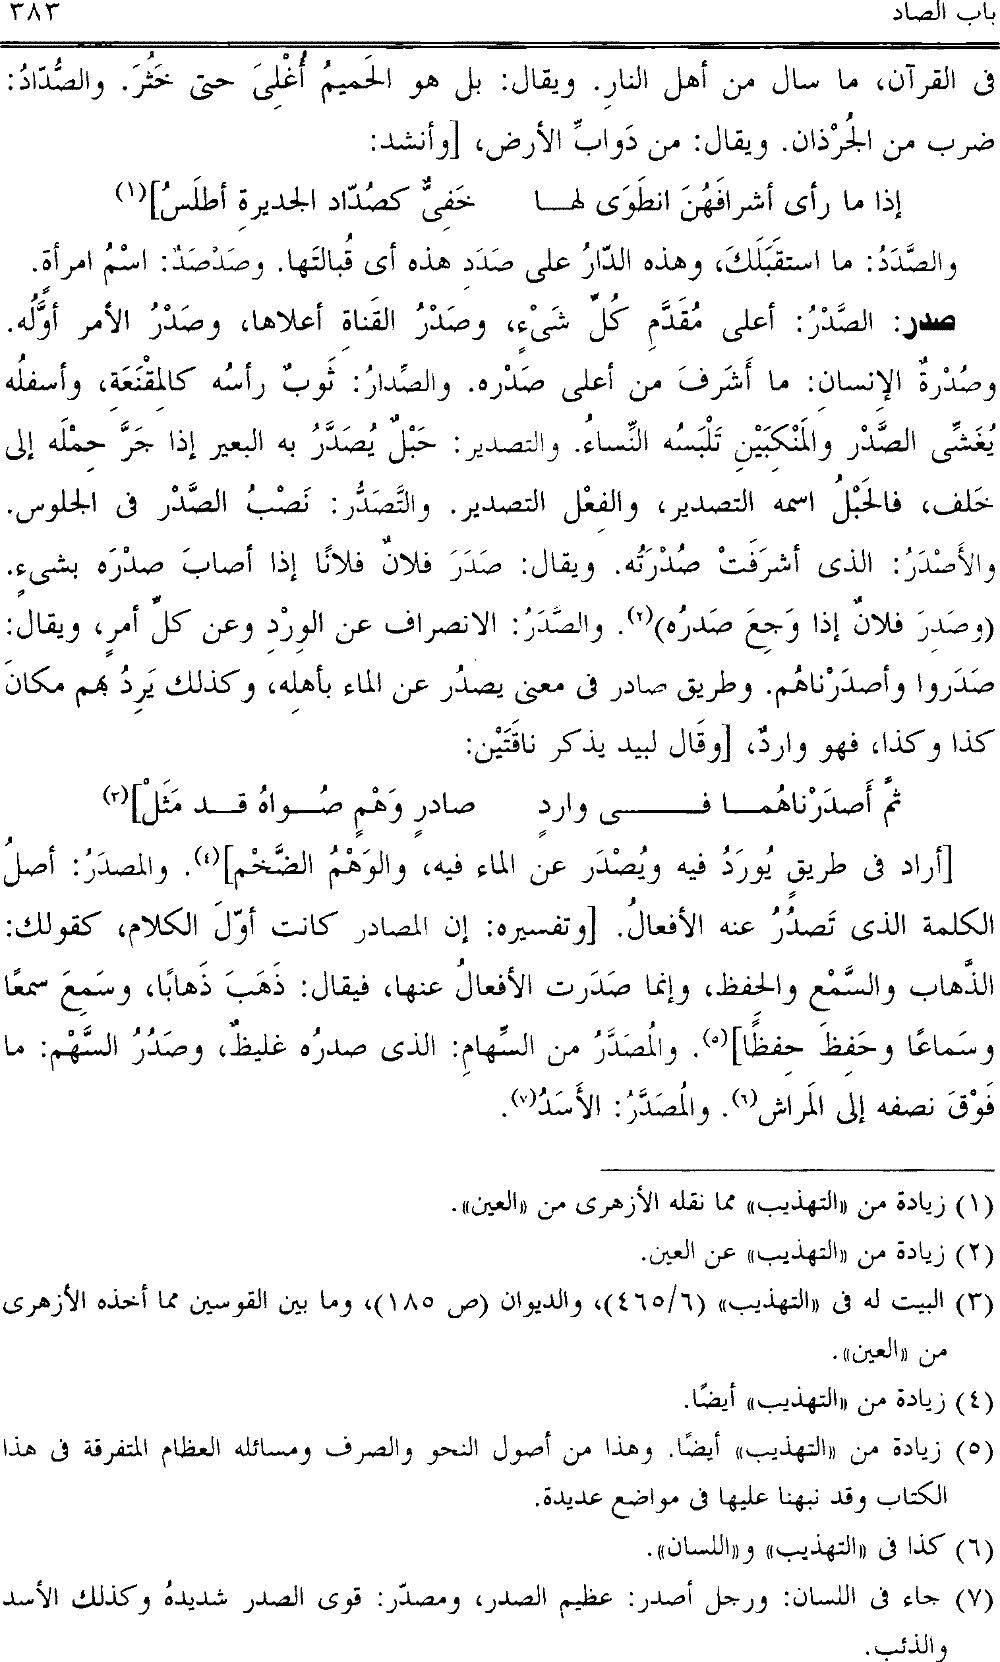 باب الصاد ٣٨٣
فى القرآن، ما سال من أهل النارِ. ويقال: بل هو الحَميمُ أُغْلِىَ حتى خَثُرَ. والصُّدّادُ:
ضرب من الجُرْذان. ويقال: من دَوابِّ الأرض، [وأنشد:
إذا ما رأى أشرافَهُنَ انطَوَى لهـا خَفِىٌّ كصُدّاد الجديرةِ أطلَسُ](١)
والصَّدَدُ: ما استقبَلَكَ، وهذه الدّارُ على صَدَدِ هذه أى قُبالتَها. وصَدْصَدٌ: اسْمُ امرأةٍ.
صدر: الصَّدْرُ: أعلى مُقَدَّمِ كُلِّ شَىْءٍ، وصَدْرُ القَناةِ أعلاها، وصَدْرُ الأمر أوَّلُه.
وصُدْرةٌ الإنسان: ما أَشَرفَ من أعلى صَدْره. والصِّدارُ: ثَوبٌ رأسُه كالمِقْنَعَةِ، وأسفلُه
يُغَشِّى الصَّدْر والمَنْكِبَيْنِ تَلْبَسُه النِّساءُ. والتصدير: حَبْلٌ يُصَدَّرُ به البعير إذا جَرَّ حِمْلَه إلى
خَلف، فالحَبْلُ اسمه التصدير، والفِعْل التصدير. والتَّصَدُّر: نَصْبُ الصَّدْر فى الجلوس.
والأَصْدَرُ: الذى أشرَفَتْ صُدْرَتُه. ويقال: صَدَرَ فلانٌ فلانًا إذا أصابَ صدْرَه بشىءٍ.
(وصَدِرَ فلانٌ إذا وَجِعَ صَدرُه)(٢). والصَّدَرُ: الانصراف عن الوِرْدِ وعن كلِّ أمرٍ، ويقال:
صَدَروا وأصدَرْناهُم. وطريق صادر فى معنى يصدُر عن الماء بأهلِه، وكذلك يَرِدُ بهم مكانَ
كذا وكذا، فهو واردٌ، [وقَال لبيد يذكر ناقَتَيْن:
ثمَّ أَصدَرْناهُمـــا فـــــــى واردٍ صادرٍ وَهْمٍ صُـــواهُ قـــد مَثَلْ](٣)
[أراد فى طريقٍ يُورَدُ فيه ويُصْدَر عن الماء فيه، والوَهْمُ الضَّخْم](٤). والمصدَرُ: أصلُ
الكلمة الذى تَصدُرُ عنه الأفعالُ. [وتفسيره: إن المصادر كانت أوّلَ الكلام، كقولك:
الذَّهاب والسَّمْع والحفظ، وإنما صَدَرت الأفعالُ عنها، فيقال: ذَهَبَ ذَهابًا، وسَمِعَ سمعًا
وسَماعًا وحَفِظَ حِفظًا](٥). والمُصَدَّرُ من السِّهامِ: الذى صدرُه غليظٌ، وصَدُرُ السَّهْم: ما
فَوْقَ نصفه إلى المَراش(٦). والمُصَدَّرُ: الأَسَدُ(٧).
(١) زيادة من «التهذيب» مما نقله الأزهرى من «العين».
(٢) زيادة من «التهذيب» عن العين.
(٣) البيت له فى «التهذيب» (٤٦٥/٦)، والديوان (ص ١٨٥)، وما بين القوسين مما أخذه الأزهرى
من «العين».
(٤) زيادة من «التهذيب» أيضًا.
(٥) زيادة من «التهذيب» أيضًا. وهذا من أصول النحو والصرف ومسائله العظام المتفرقة فى هذا
الكتاب وقد نبهنا عليها فى مواضع عديدة.
(٦) كذا فى «التهذيب» و«اللسان».
(٧) جاء فى اللسان: ورجل أصدر: عظيم الصدر، ومصدّر: قوى الصدر شديدهُ وكذلك الأسد
والذئب.